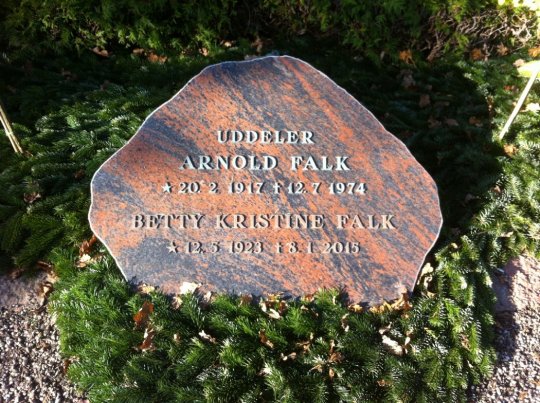 UDDELER
ARNOLD FALK
★ 20. 2. 1917 ✝ 12. 7. 1974
BETTY KRISTINE FALK
★ 12. 5. 1923 ✝ 8. 1. 2015